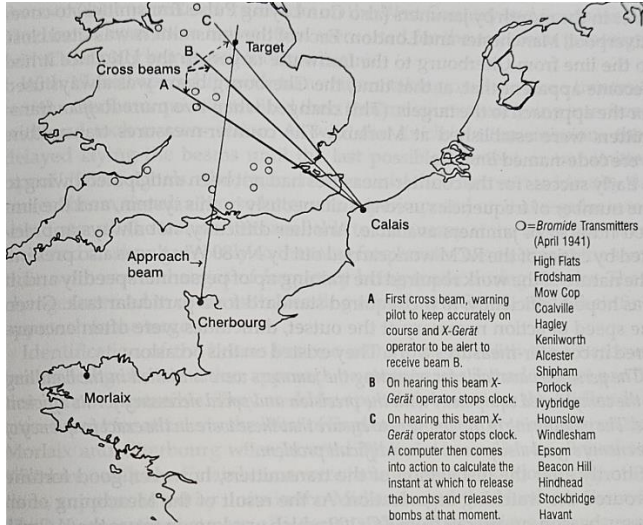 C
B
Target
Cross beams
A
Calais
Approach
beam
Cherbourg
Morlaix
A First cross beam, warning
pilot to keep accurately on
course and X-Gerät
operator to be alert to
receive beam B.
B On hearing this beam X-
Gerät operator stops clock.
C On hearing this beam X-
Gerät operator stops clock.
A computer then comes
into action to calculate the
instant at which to release
the bombs and releases
bombs at that moment.
O=Bromide Transmitters
(April 1941)
High Flats
Frodsham
Mow Cop
Coalville
Hagley
Kenilworth
Alcester
Shipham
Porlock
Ivybridge
Hounslow
Windlesham
Epsom
Beacon Hill
Hindhead
Stockbridge
Havant